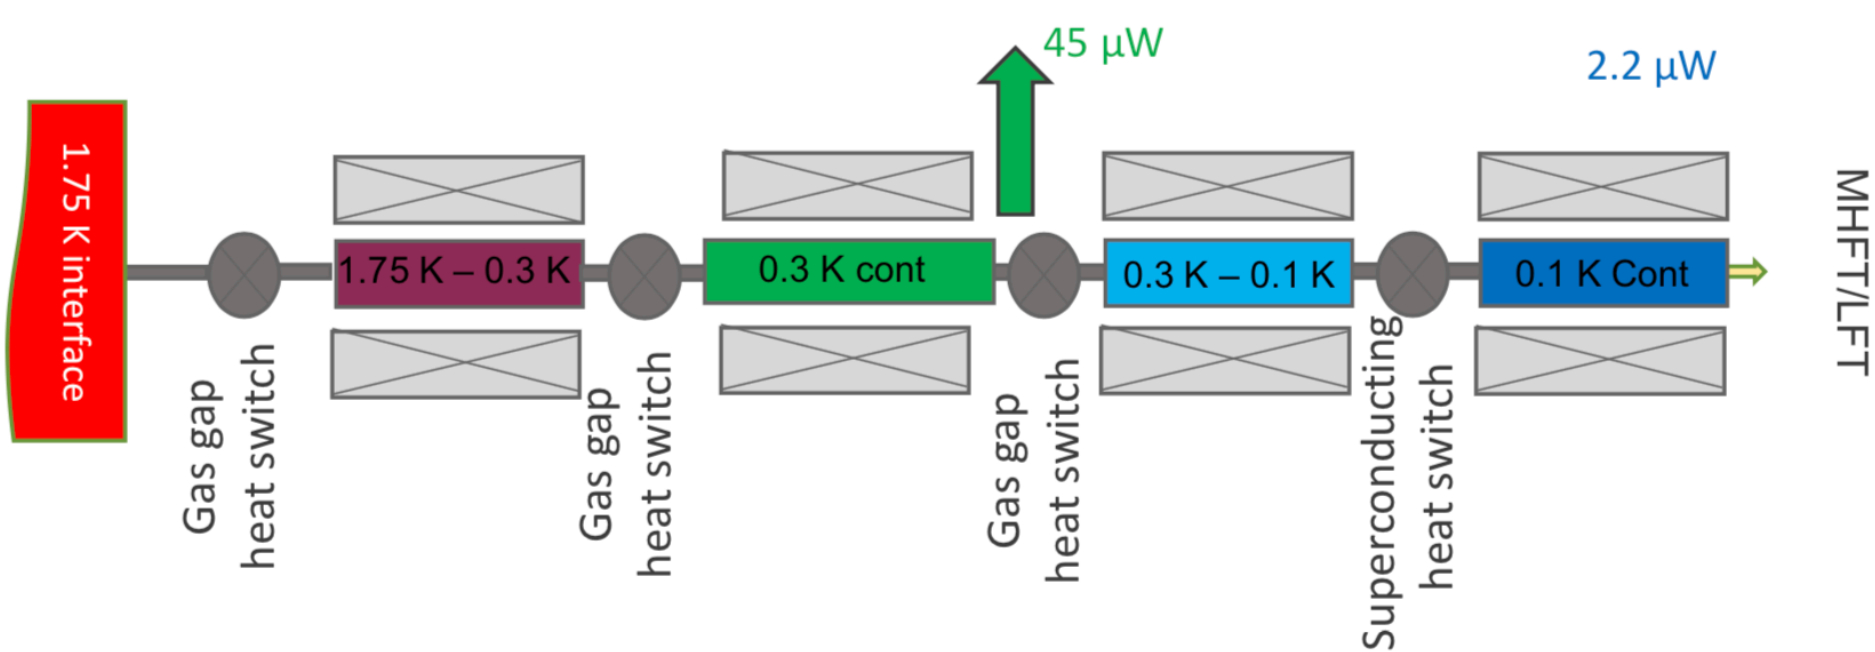 45 μW
2.2 μW
1.75 K interface
1.75 K – 0.3 K
0.3 K cont
0.3 K – 0.1 K
0.1 K Cont
MHFT/LFT
Gas gap
heat switch
Gas gap
heat switch
Gas gap
heat switch
Superconducting
heat switch